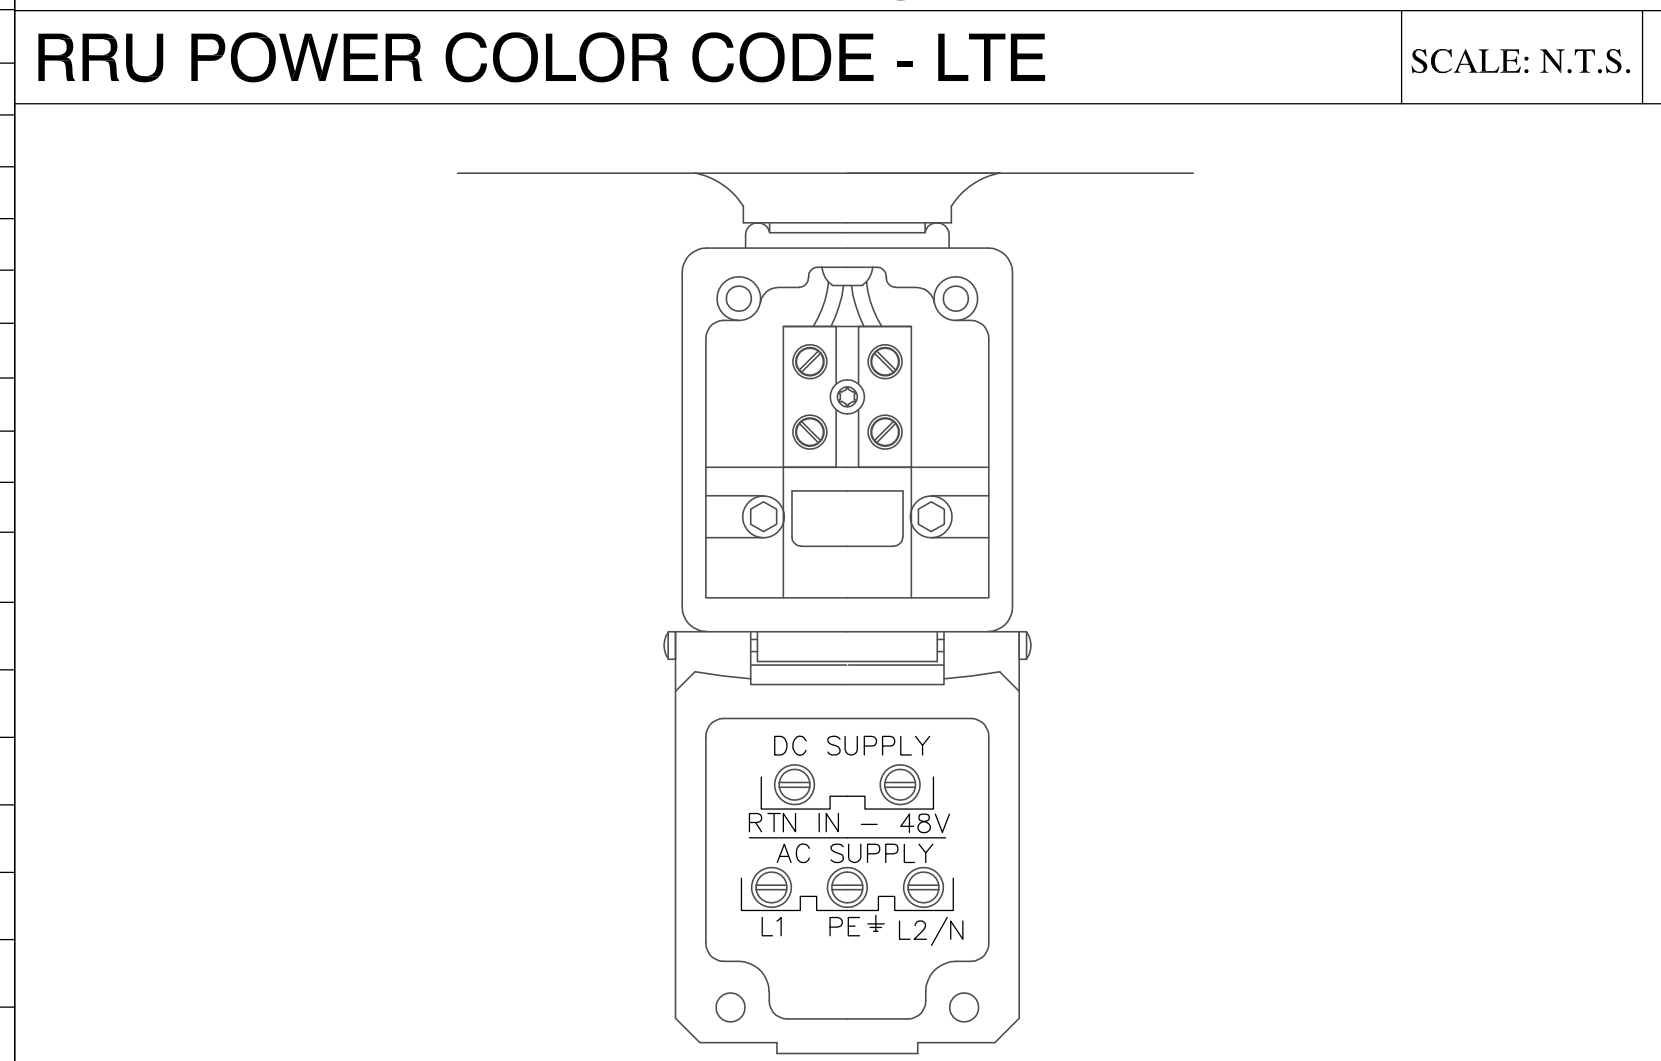 RRU POWER COLOR CODE - LTE
SCALE: N.T.S.
DC SUPPLY
RTN IN - 48V
AC SUPPLY
L1 PE⏚ L2/N